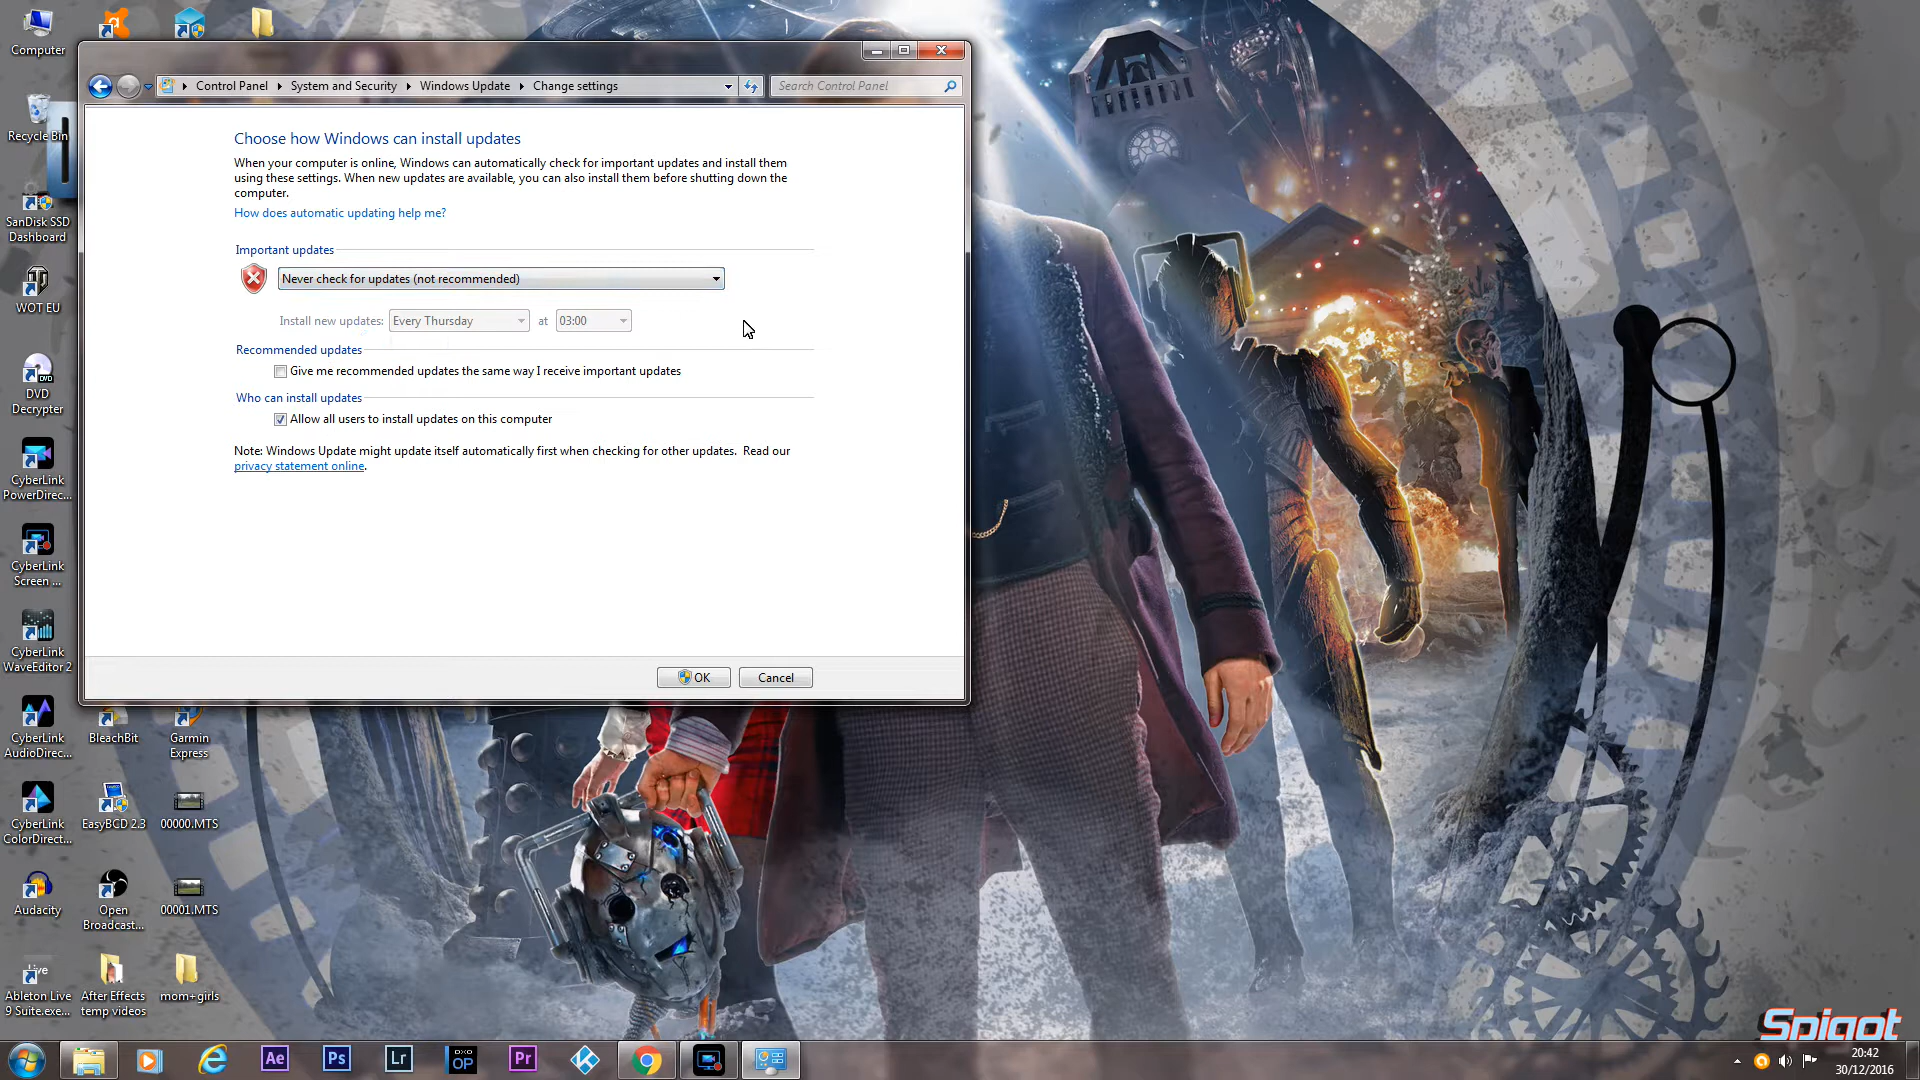 Computer
Recycle Bin
SanDisk SSD
Dashboard
WOT EU
DVD
Decrypter
CyberLink
PowerDirec...
CyberLink
Screen ...
CyberLink
WaveEditor 2
CyberLink
AudioDirec...
CyberLink
ColorDirect...
Audacity
Live
Ableton Live
9 Suite.exe...
BleachBit
EasyBCD 2.3
Open
Broadcast...
After Effects
temp videos
Garmin
Express
00000.MTS
00001.MTS
mom+girls
Control Panel
System and Security
Windows Update
Change settings
Search Control Panel
Choose how Windows can install updates
When your computer is online, Windows can automatically check for important updates and install them
using these settings. When new updates are available, you can also install them before shutting down the
computer.
How does automatic updating help me?
Important updates
Never check for updates (not recommended)
Install new updates: Every Thursday at 03:00
Recommended updates
Give me recommended updates the same way I receive important updates
Who can install updates
Allow all users to install updates on this computer
Note: Windows Update might update itself automatically first when checking for other updates. Read our
privacy statement online.
OK
Cancel
Spigot
Ae
Ps
Lr
DXO
OP
Pr
20:42
30/12/2016